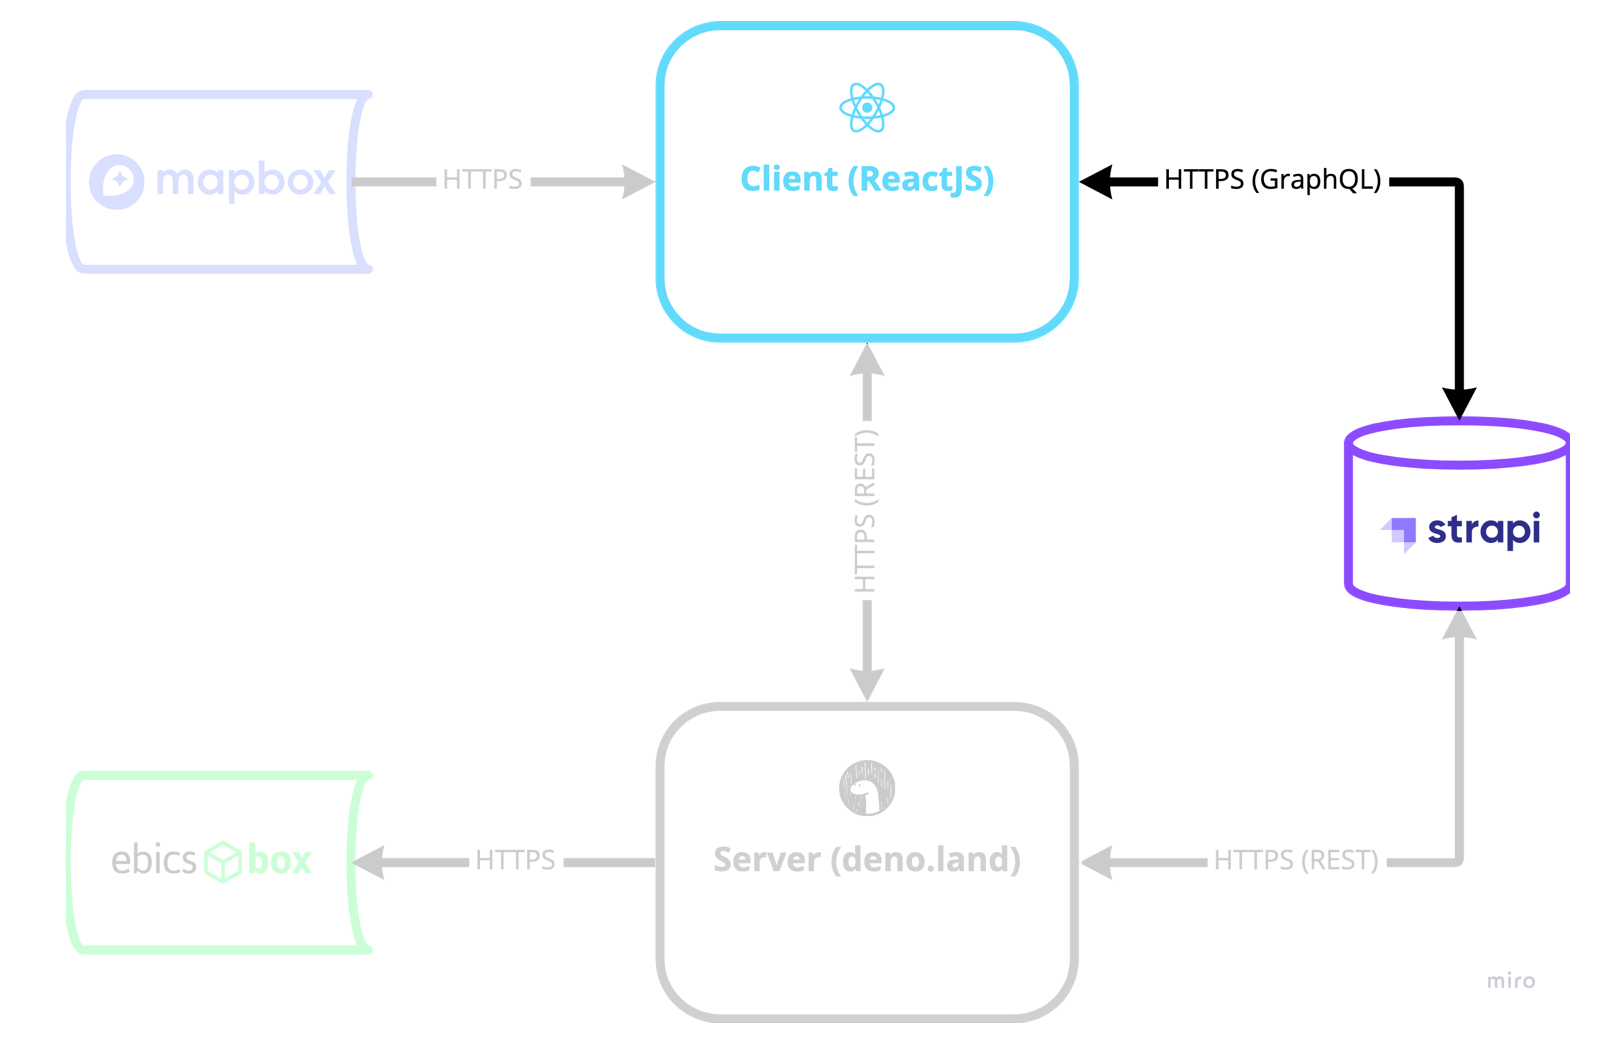 mapbox
HTTPS
Client (ReactJS)
HTTPS (GraphQL)
HTTPS (REST)
strapi
ebics box
HTTPS
Server (deno.land)
HTTPS (REST)
miro